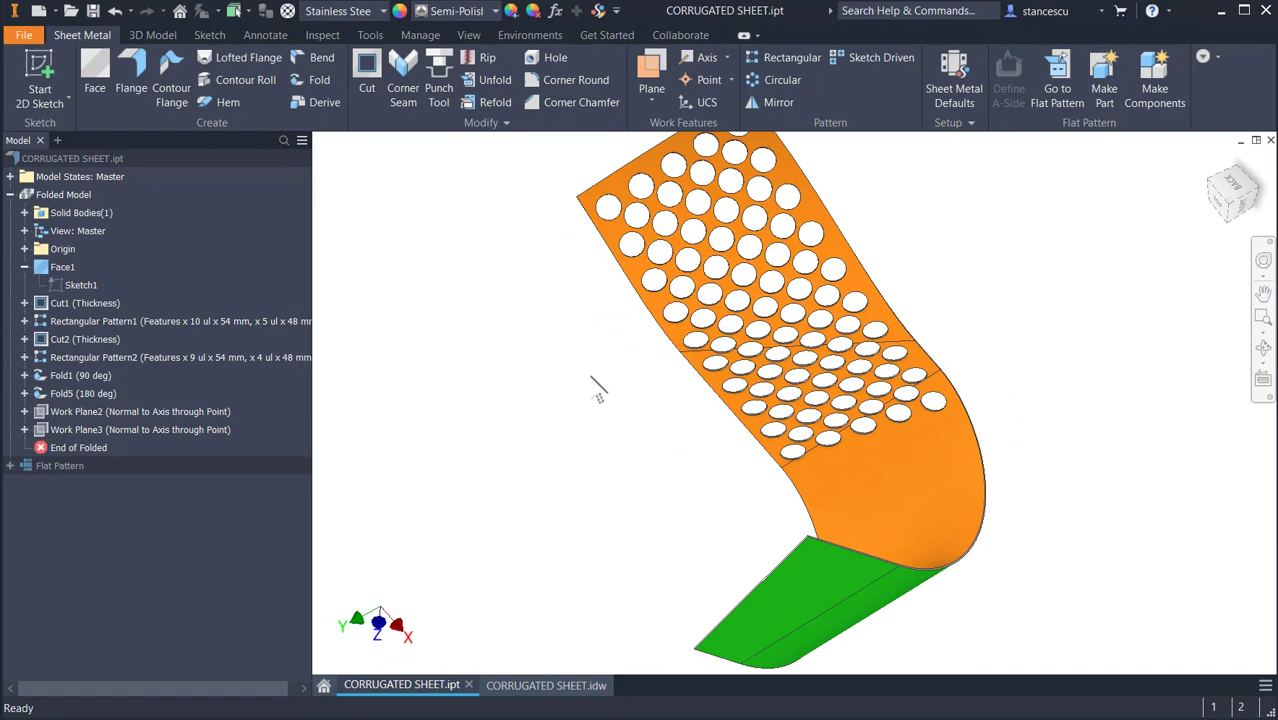 Stainless Stee
Semi-Polisl
CORRUGATED SHEET.ipt
Search Help & Commands...
stancescu
File
Sheet Metal
3D Model
Sketch
Annotate
Inspect
Tools
Manage
View
Environments
Get Started
Collaborate
Start
2D Sketch
Face
Flange
Contour
Flange
Lofted Flange
Contour Roll
Hem
Bend
Fold
Derive
Cut
Corner
Seam
Punch
Tool
Rip
Unfold
Refold
Hole
Corner Round
Corner Chamfer
Plane
Axis
Point
UCS
Rectangular
Circular
Mirror
Sketch Driven
Sheet Metal
Defaults
Define
A-Side
Go to
Flat Pattern
Make
Part
Make
Components
Sketch
Create
Modify
Work Features
Pattern
Setup
Flat Pattern
Model
CORRUGATED SHEET.ipt
Model States: Master
Folded Model
Solid Bodies(1)
View: Master
Origin
Face1
Sketch1
Cut1 (Thickness)
Rectangular Pattern1 (Features x 10 ul x 54 mm, x 5 ul x 48 mm
Cut2 (Thickness)
Rectangular Pattern2 (Features x 9 ul x 54 mm, x 4 ul x 48 mm
Fold1 (90 deg)
Fold5 (180 deg)
Work Plane2 (Normal to Axis through Point)
Work Plane3 (Normal to Axis through Point)
End of Folded
Flat Pattern
BACK
Y
Z
X
CORRUGATED SHEET.ipt
CORRUGATED SHEET.idw
Ready
1
2